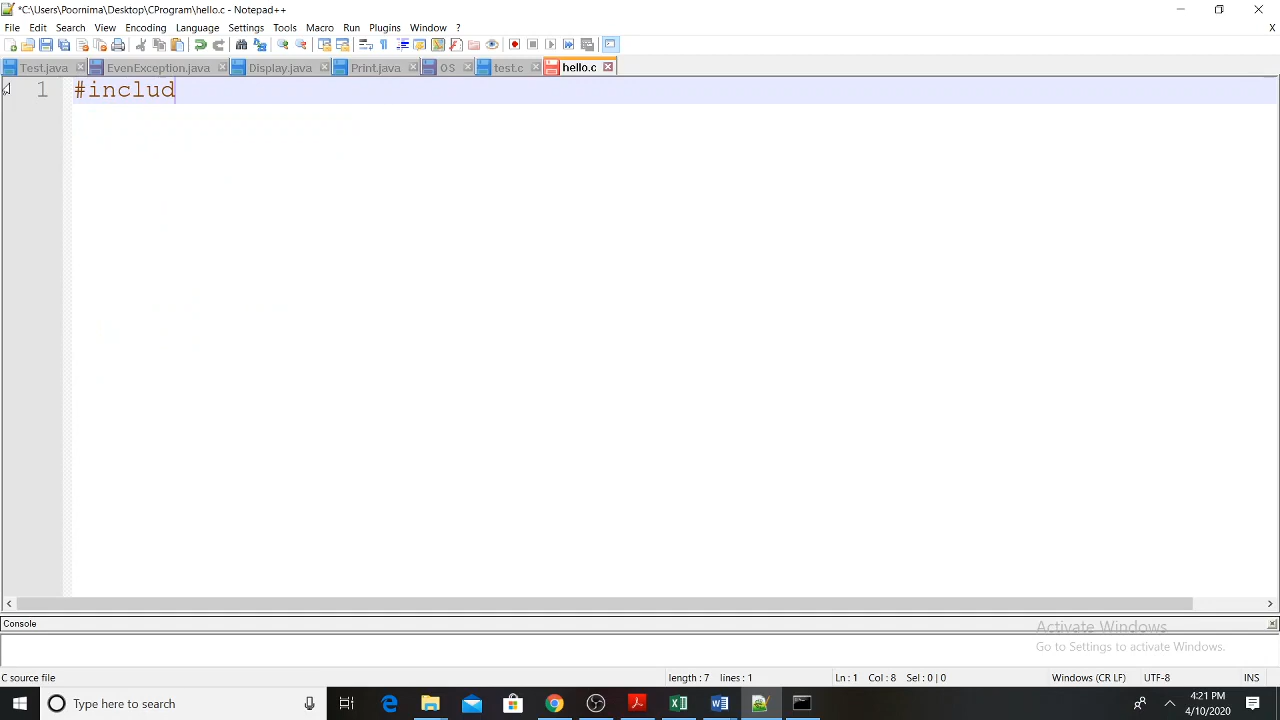 *C:\Users\Poornima\Desktop\CProgram\hello.c - Notepad++
File Edit Search View Encoding Language Settings Tools Macro Run Plugins Window ? X
Test.java EvenException.java Display.java Print.java OS test.c hello.c
1 #includ
Console
Activate Windows
Go to Settings to activate Windows.
C source file length : 7 lines : 1 Ln : 1 Col : 8 Sel : 0 | 0 Windows (CR LF) UTF-8 INS
Type here to search
4:21 PM
4/10/2020